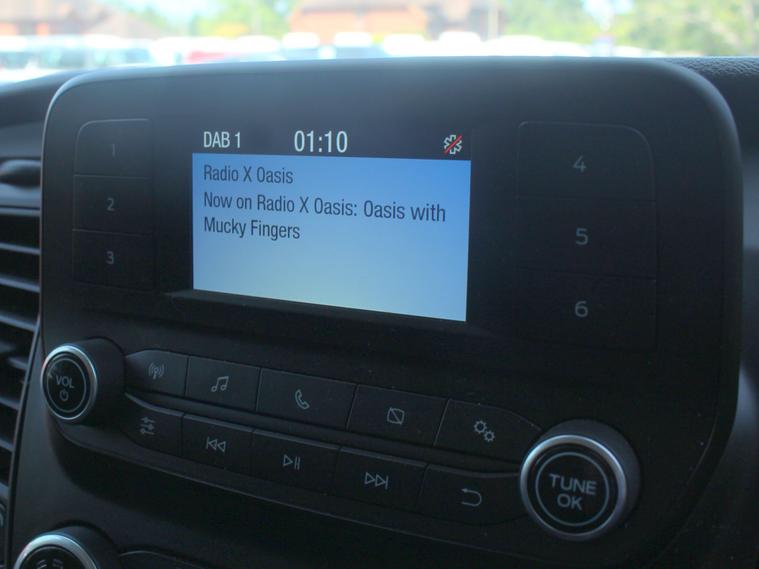 DAB 1 01:10
Radio X Oasis
Now on Radio X Oasis: Oasis with
Mucky Fingers
1
2
3
4
5
6
VOL
TUNE
OK